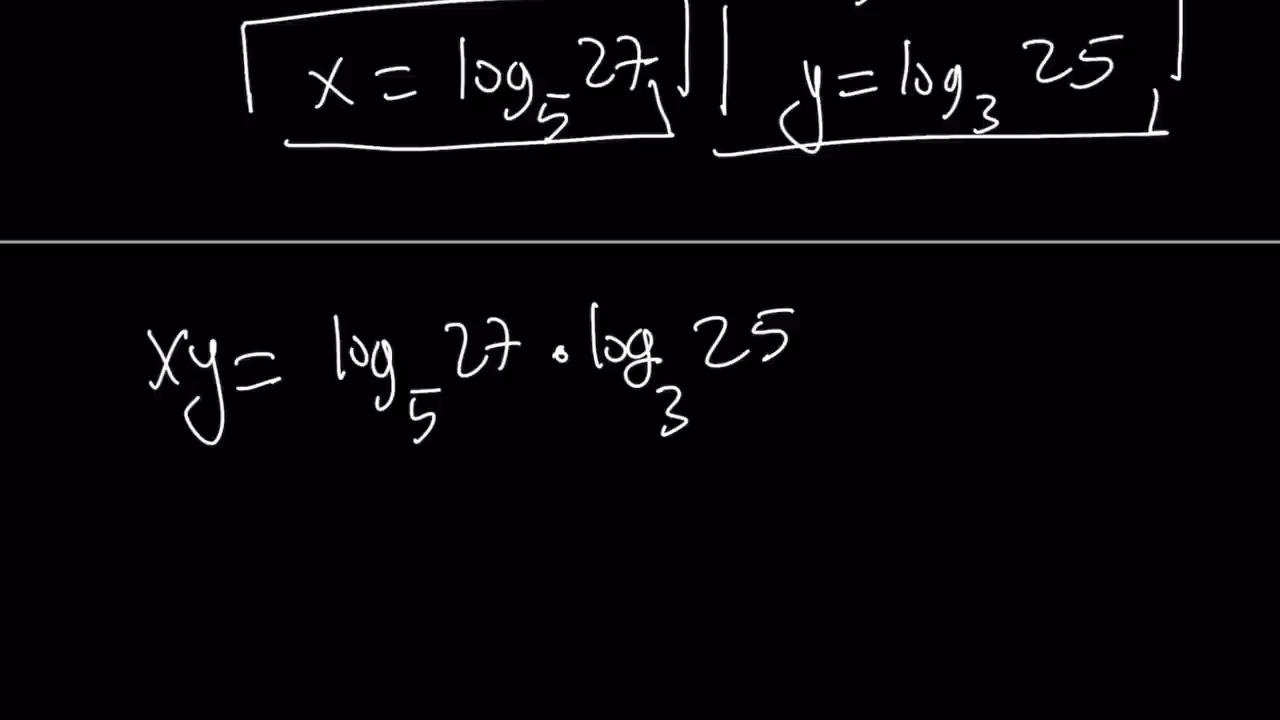 x = log₅ 27 y = log₃ 25
xy = log₅ 27 · log₃ 25